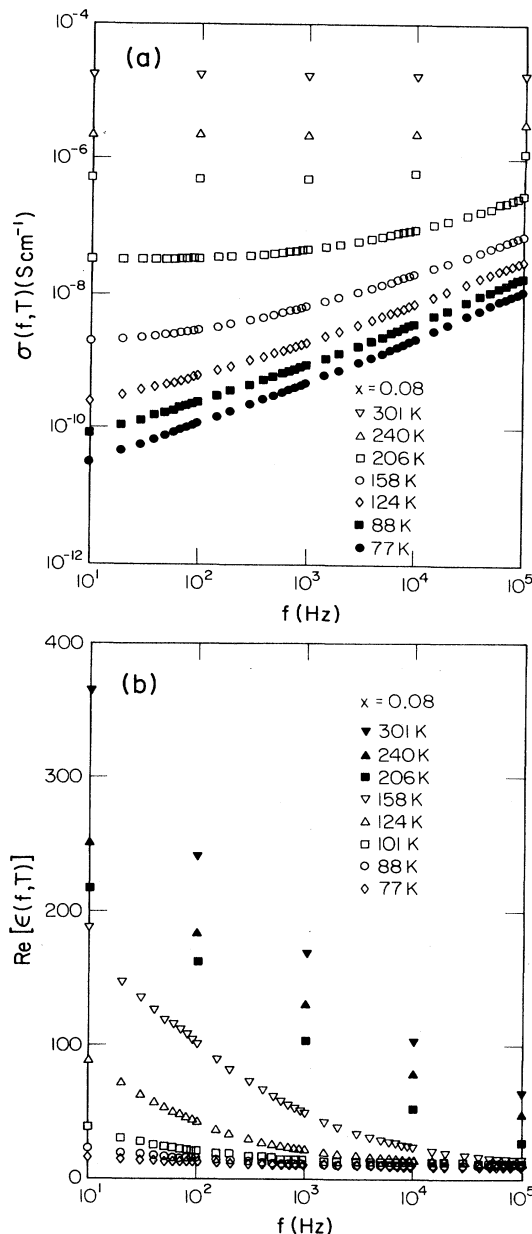 (a)
10⁻⁴
10⁻⁶
10⁻⁸
10⁻¹⁰
10⁻¹²
σ(f,T)(S cm⁻¹)
x = 0.08
▽ 301 K
△ 240 K
□ 206 K
○ 158 K
◇ 124 K
■ 88 K
● 77 K
10¹ 10² 10³ 10⁴ 10⁵
f (Hz)
(b)
400
300
200
100
0
Re [ϵ(f,T)]
x = 0.08
▼ 301 K
▲ 240 K
■ 206 K
▽ 158 K
△ 124 K
□ 101 K
○ 88 K
◇ 77 K
10¹ 10² 10³ 10⁴ 10⁵
f (Hz)